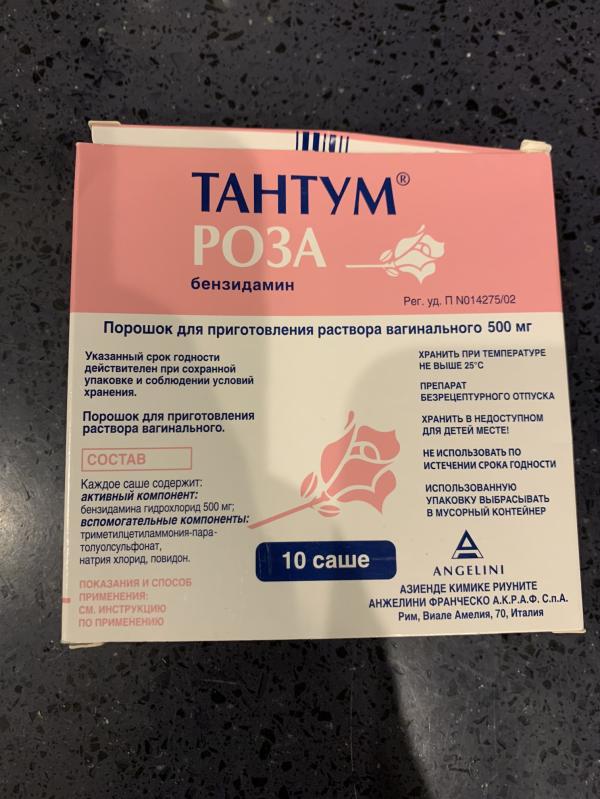 ТАНТУМ®
РОЗА
бензидамин
Рег. уд. П N014275/02
Порошок для приготовления раствора вагинального 500 мг
Указанный срок годности
действителен при сохранной
упаковке и соблюдении условий
хранения.
Порошок для приготовления
раствора вагинального.
СОСТАВ
Каждое саше содержит:
активный компонент:
бензидамина гидрохлорид 500 мг;
вспомогательные компоненты:
триметилцетиламмония-пара-
толуолсульфонат,
натрия хлорид, повидон.
ПОКАЗАНИЯ И СПОСОБ
ПРИМЕНЕНИЯ:
СМ. ИНСТРУКЦИЮ
ПО ПРИМЕНЕНИЮ
10 саше
ХРАНИТЬ ПРИ ТЕМПЕРАТУРЕ
НЕ ВЫШЕ 25°С
ПРЕПАРАТ
БЕЗРЕЦЕПТУРНОГО ОТПУСКА
ХРАНИТЬ В НЕДОСТУПНОМ
ДЛЯ ДЕТЕЙ МЕСТЕ!
НЕ ИСПОЛЬЗОВАТЬ ПО
ИСТЕЧЕНИИ СРОКА ГОДНОСТИ
ИСПОЛЬЗОВАННУЮ
УПАКОВКУ ВЫБРАСЫВАТЬ
В МУСОРНЫЙ КОНТЕЙНЕР
ANGELINI
АЗИЕНДЕ КИМИКЕ РИУНИТЕ
АНЖЕЛИНИ ФРАНЧЕСКО А.К.Р.А.Ф. С.п.А.
Рим, Виале Амелия, 70, Италия